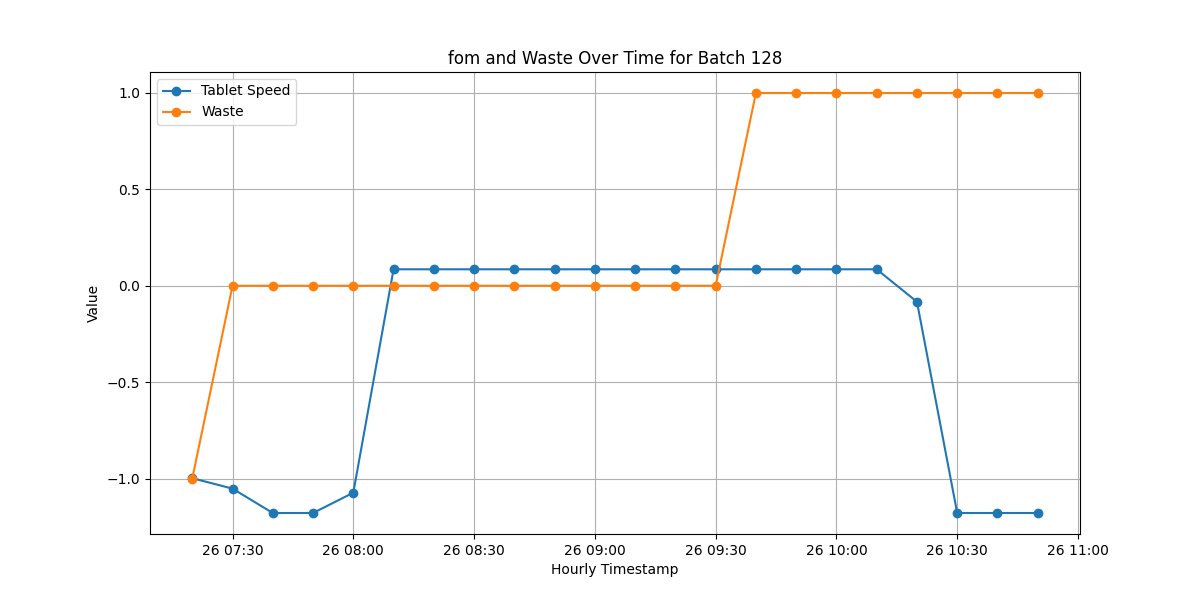 fom and Waste Over Time for Batch 128
Tablet Speed
Waste
1.0
0.5
0.0
−0.5
−1.0
Value
26 07:30 26 08:00 26 08:30 26 09:00 26 09:30 26 10:00 26 10:30 26 11:00
Hourly Timestamp